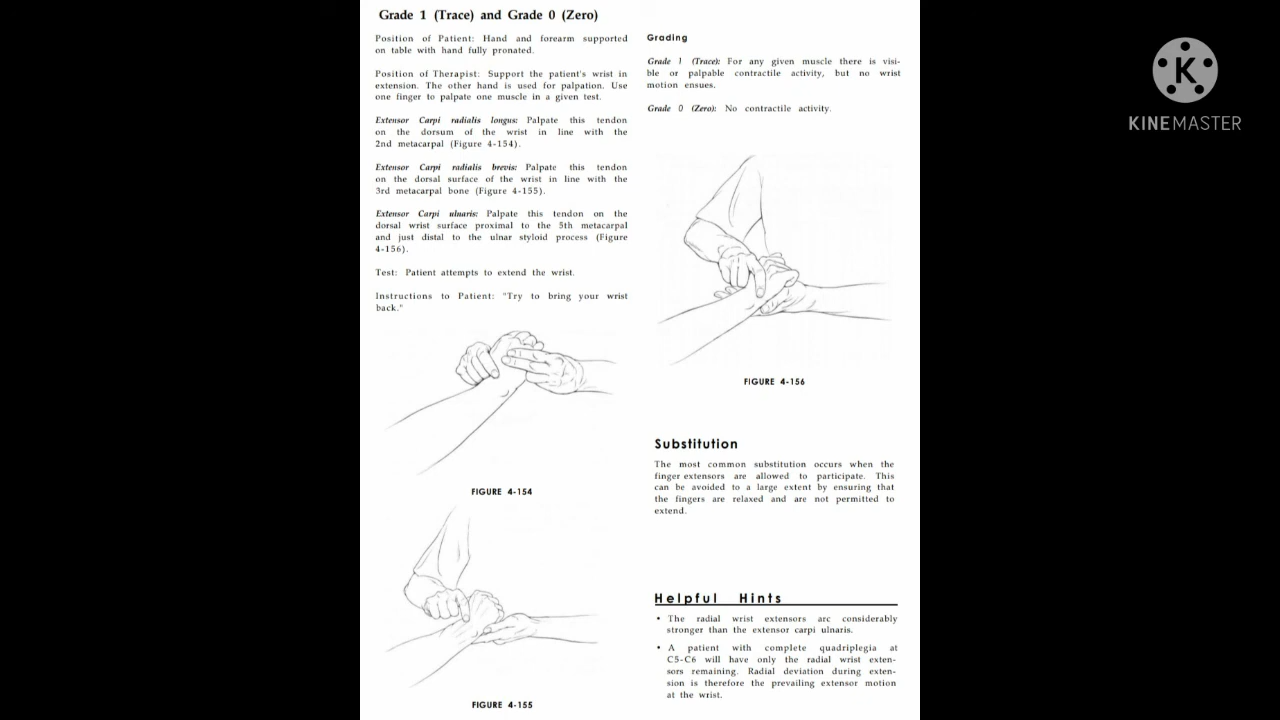 Grade 1 (Trace) and Grade 0 (Zero)
Position of Patient: Hand and forearm supported
on table with hand fully pronated.
Position of Therapist: Support the patient's wrist in
extension. The other hand is used for palpation. Use
one finger to palpate one muscle in a given test.
Extensor Carpi radialis longus: Palpate this tendon
on the dorsum of the wrist in line with the
2nd metacarpal (Figure 4-154).
Extensor Carpi radialis brevis: Palpate this tendon
on the dorsal surface of the wrist in line with the
3rd metacarpal bone (Figure 4-155).
Extensor Carpi ulnaris: Palpate this tendon on the
dorsal wrist surface proximal to the 5th metacarpal
and just distal to the ulnar styloid process (Figure
4-156).
Test: Patient attempts to extend the wrist.
Instructions to Patient: "Try to bring your wrist
back."
FIGURE 4-154
FIGURE 4-155
Grading
Grade 1 (Trace): For any given muscle there is visi-
ble or palpable contractile activity, but no wrist
motion ensues.
Grade 0 (Zero): No contractile activity.
FIGURE 4-156
Substitution
The most common substitution occurs when the
finger extensors are allowed to participate. This
can be avoided to a large extent by ensuring that
the fingers are relaxed and are not permitted to
extend.
Helpful Hints
• The radial wrist extensors arc considerably
stronger than the extensor carpi ulnaris.
• A patient with complete quadriplegia at
C5-C6 will have only the radial wrist exten-
sors remaining. Radial deviation during exten-
sion is therefore the prevailing extensor motion
at the wrist.
K
KINEMASTER